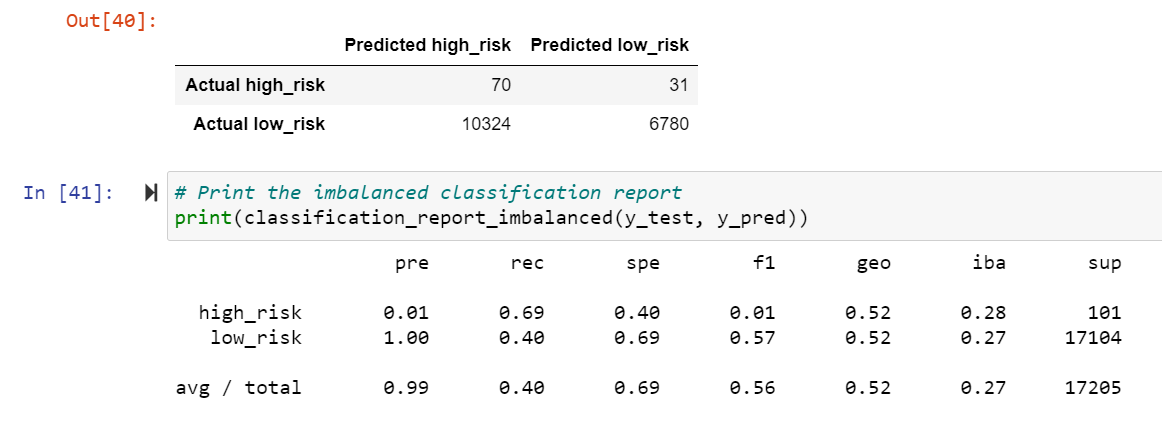 Out[40]:
Predicted high_risk Predicted low_risk
Actual high_risk 70 31
Actual low_risk 10324 6780
In [41]: # Print the imbalanced classification report
print(classification_report_imbalanced(y_test, y_pred))
pre rec spe f1 geo iba sup
high_risk 0.01 0.69 0.40 0.01 0.52 0.28 101
low_risk 1.00 0.40 0.69 0.57 0.52 0.27 17104
avg / total 0.99 0.40 0.69 0.56 0.52 0.27 17205